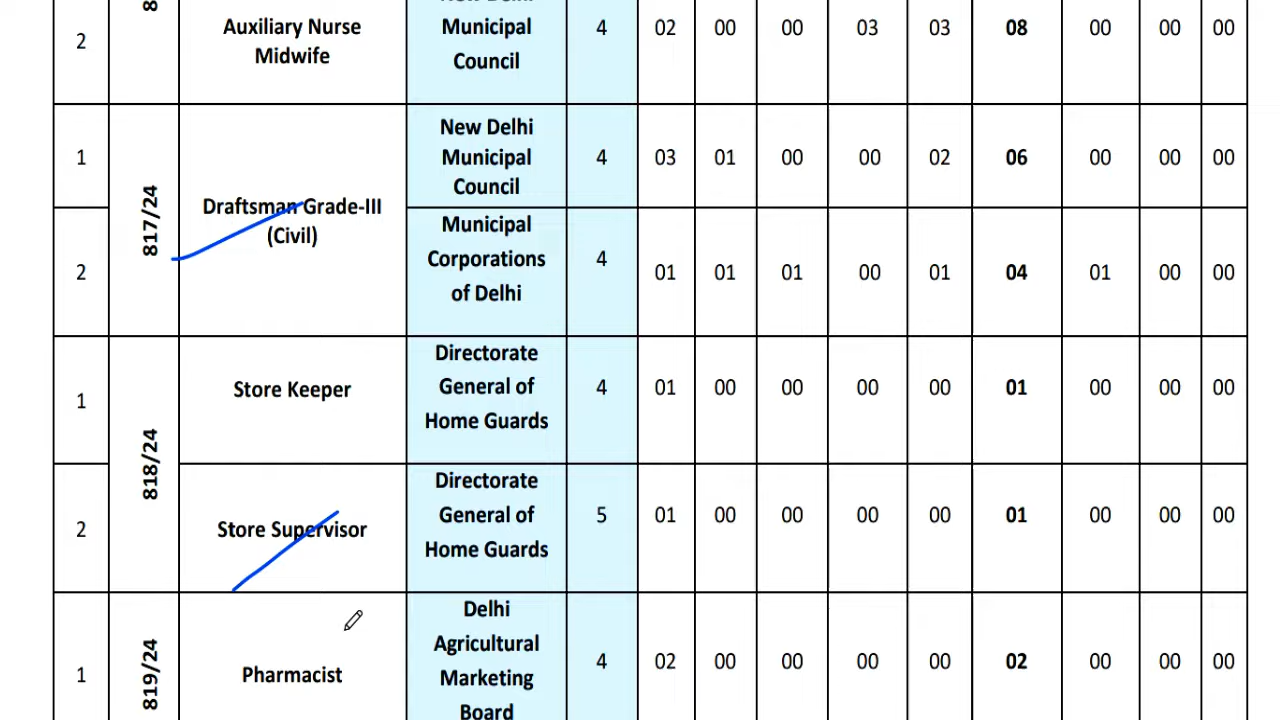 2
Auxiliary Nurse
Midwife
Municipal
Council
4 02 00 00 03 03 08 00 00 00
817/24
Draftsman Grade-III
(Civil)
1
New Delhi
Municipal
Council
4 03 01 00 00 02 06 00 00 00
2
Municipal
Corporations
of Delhi
4 01 01 01 00 01 04 01 00 00
818/24
1
Store Keeper
Directorate
General of
Home Guards
4 01 00 00 00 00 01 00 00 00
2
Store Supervisor
Directorate
General of
Home Guards
5 01 00 00 00 00 01 00 00 00
819/24
1
Pharmacist
Delhi
Agricultural
Marketing
Board
4 02 00 00 00 00 02 00 00 00